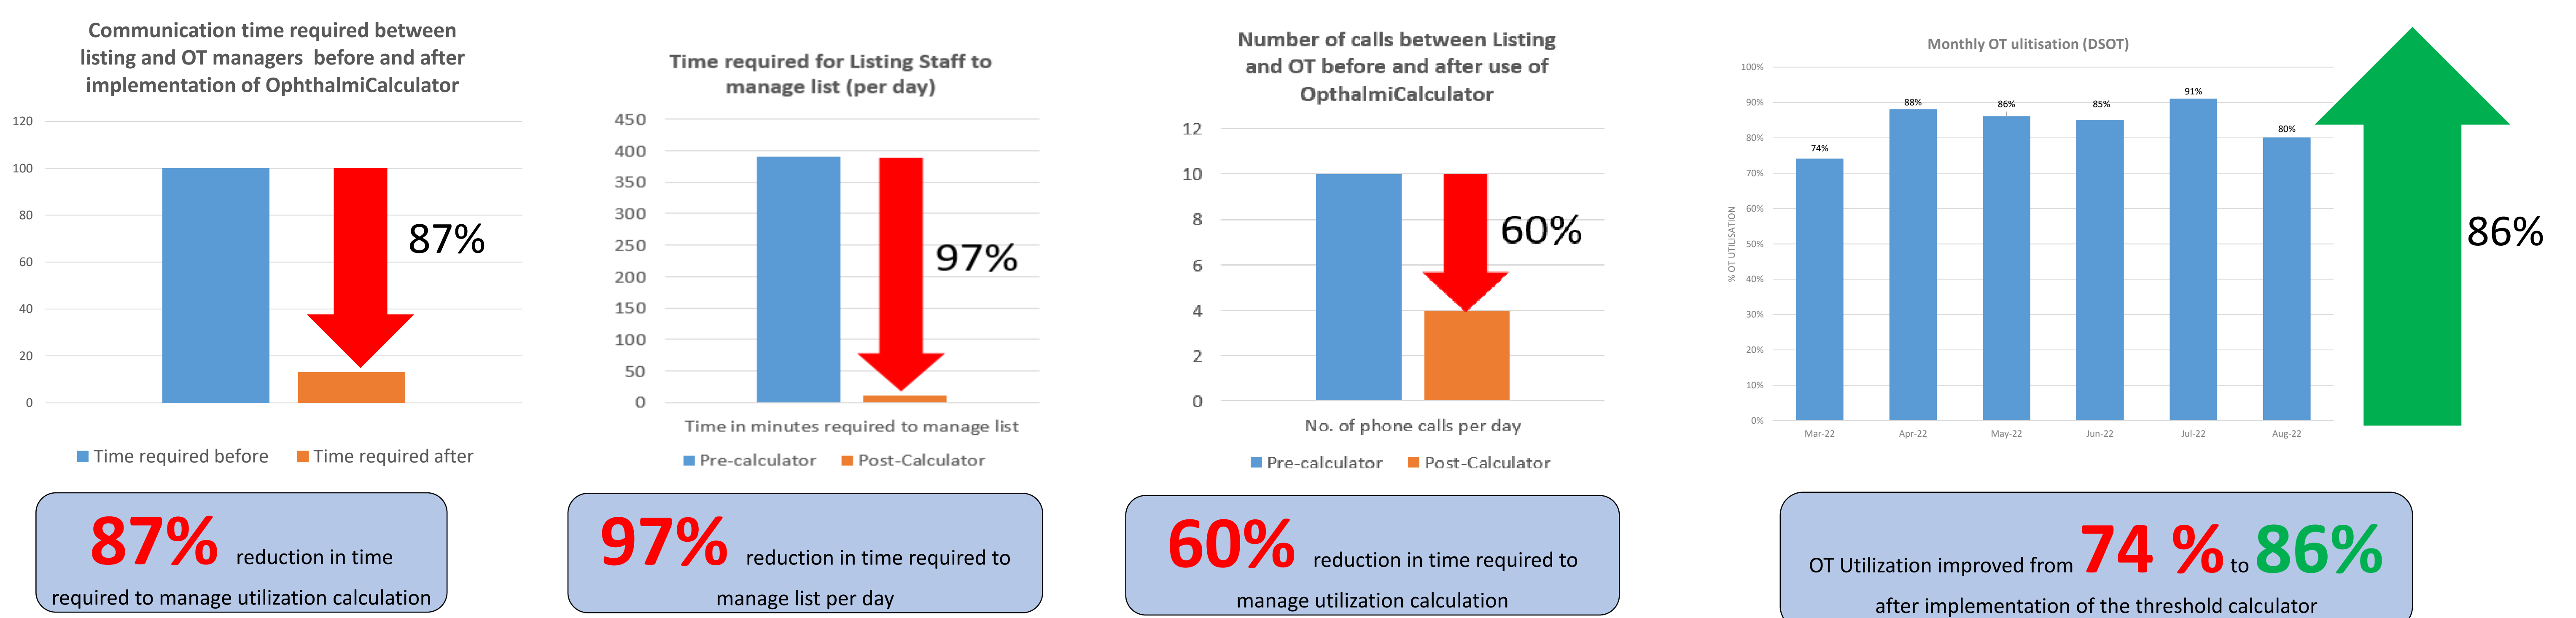 Communication time required between
listing and OT managers before and after
implementation of OphthalmiCalculator
120
100
80
60
40
20
0
87%
Time required before
Time required after
87% reduction in time
required to manage utilization calculation
Time required for Listing Staff to
manage list (per day)
450
400
350
300
250
200
150
100
50
0
97%
Time in minutes required to manage list
Pre-calculator
Post-Calculator
97% reduction in time required to
manage list per day
Number of calls between Listing
and OT before and after use of
OpthalmiCalculator
12
10
8
6
4
2
0
60%
No. of phone calls per day
Pre-calculator
Post-Calculator
60% reduction in time required to
manage utilization calculation
Monthly OT ulitisation (DSOT)
100%
90%
80%
70%
60%
50%
40%
30%
20%
10%
0%
% OT UTILISATION
74%
88%
86%
85%
91%
80%
Mar-22
Apr-22
May-22
Jun-22
Jul-22
Aug-22
86%
OT Utilization improved from 74 % to 86%
after implementation of the threshold calculator